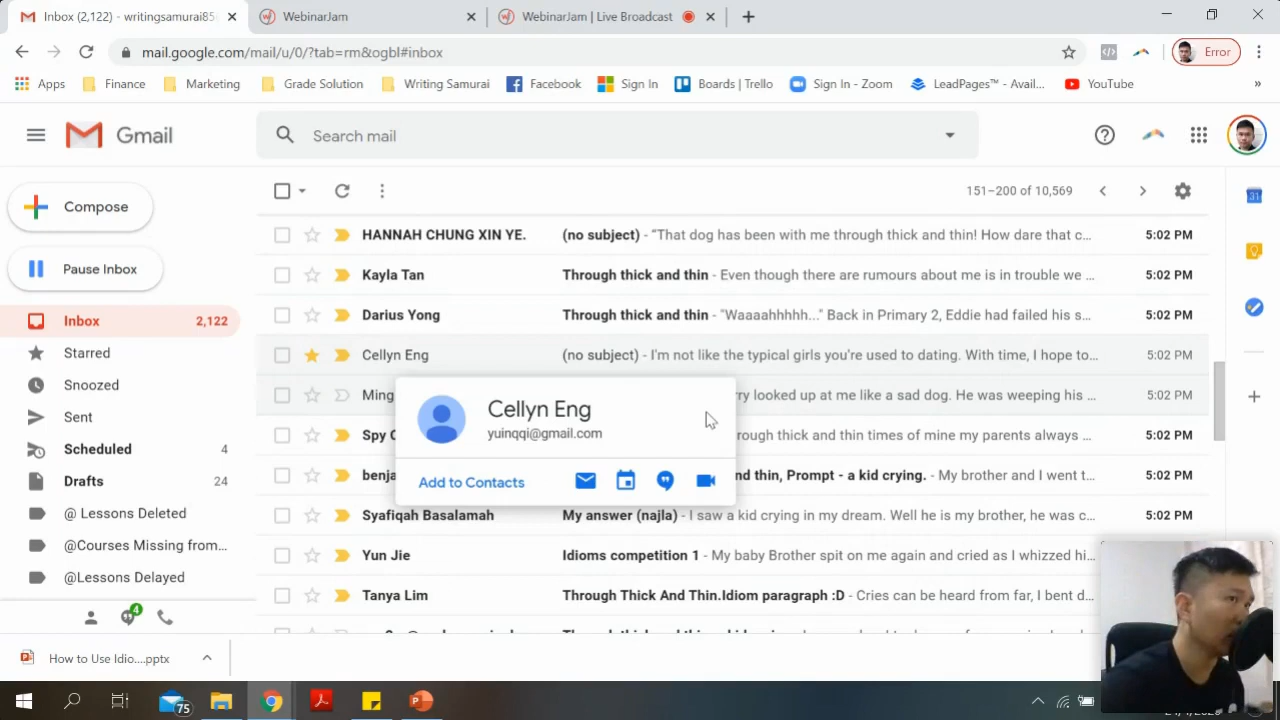 Inbox (2,122) - writingsamurai85
WebinarJam
WebinarJam | Live Broadcast
mail.google.com/mail/u/0/?tab=rm&ogbl#inbox
Error
Apps
Finance
Marketing
Grade Solution
Writing Samurai
Facebook
Sign In
Boards | Trello
Sign In - Zoom
LeadPages™ - Avail...
YouTube
»
Gmail
Search mail
Compose
151–200 of 10,569
Pause Inbox
Inbox 2,122
Starred
Snoozed
Sent
Scheduled 4
Drafts 24
@ Lessons Deleted
@Courses Missing from...
@Lessons Delayed
4
HANNAH CHUNG XIN YE. (no subject) - "That dog has been with me through thick and thin! How dare that c... 5:02 PM
Kayla Tan Through thick and thin - Even though there are rumours about me is in trouble we ... 5:02 PM
Darius Yong Through thick and thin - "Waaaahhhhh..." Back in Primary 2, Eddie had failed his s... 5:02 PM
Cellyn Eng (no subject) - I'm not like the typical girls you're used to dating. With time, I hope to... 5:02 PM
Ming rry looked up at me like a sad dog. He was weeping his ... 5:02 PM
Spy rough thick and thin times of mine my parents always ... 5:02 PM
benja and thin, Prompt - a kid crying. - My brother and I went t... 5:02 PM
Syafiqah Basalamah My answer (najla) - I saw a kid crying in my dream. Well he is my brother, he was c... 5:02 PM
Yun Jie Idioms competition 1 - My baby Brother spit on me again and cried as I whizzed hi...
Tanya Lim Through Thick And Thin.Idiom paragraph :D - Cries can be heard from far, I bent d...
Cellyn Eng
yuinqqi@gmail.com
Add to Contacts
31
How to Use Idio....pptx
75